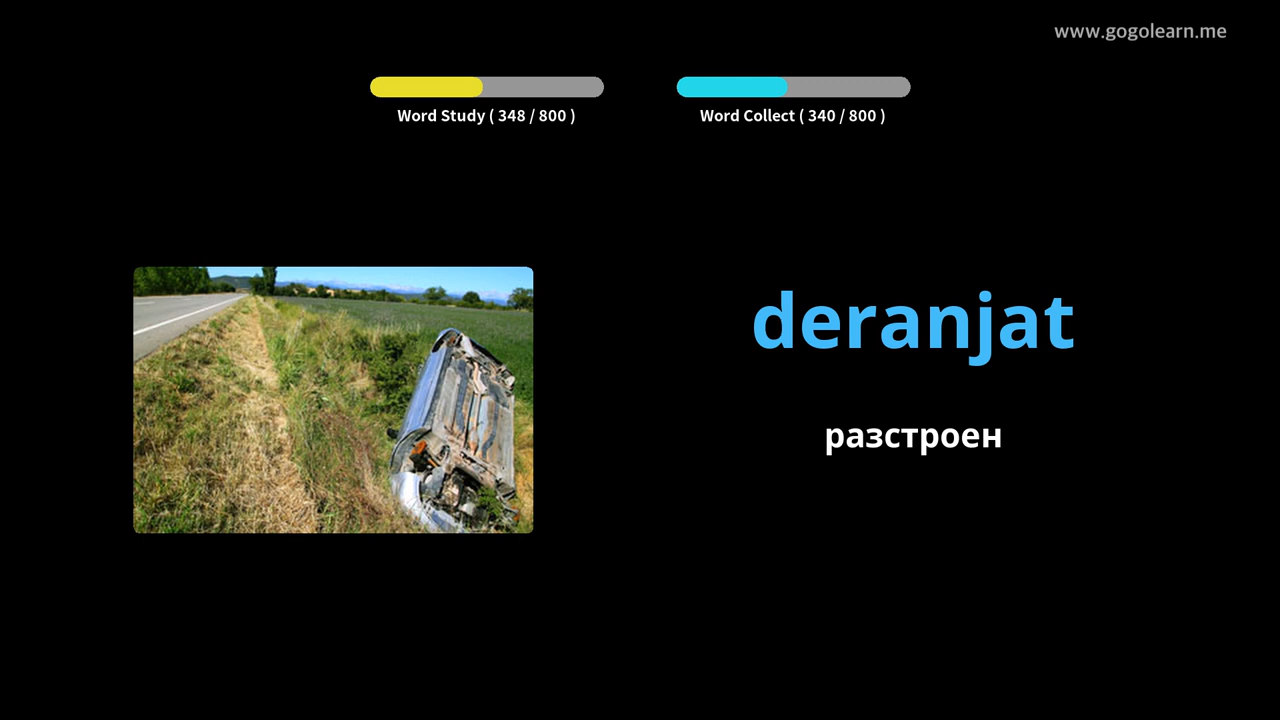 www.gogolearn.me
Word Study ( 348 / 800 )
Word Collect ( 340 / 800 )
deranjat
разстроен